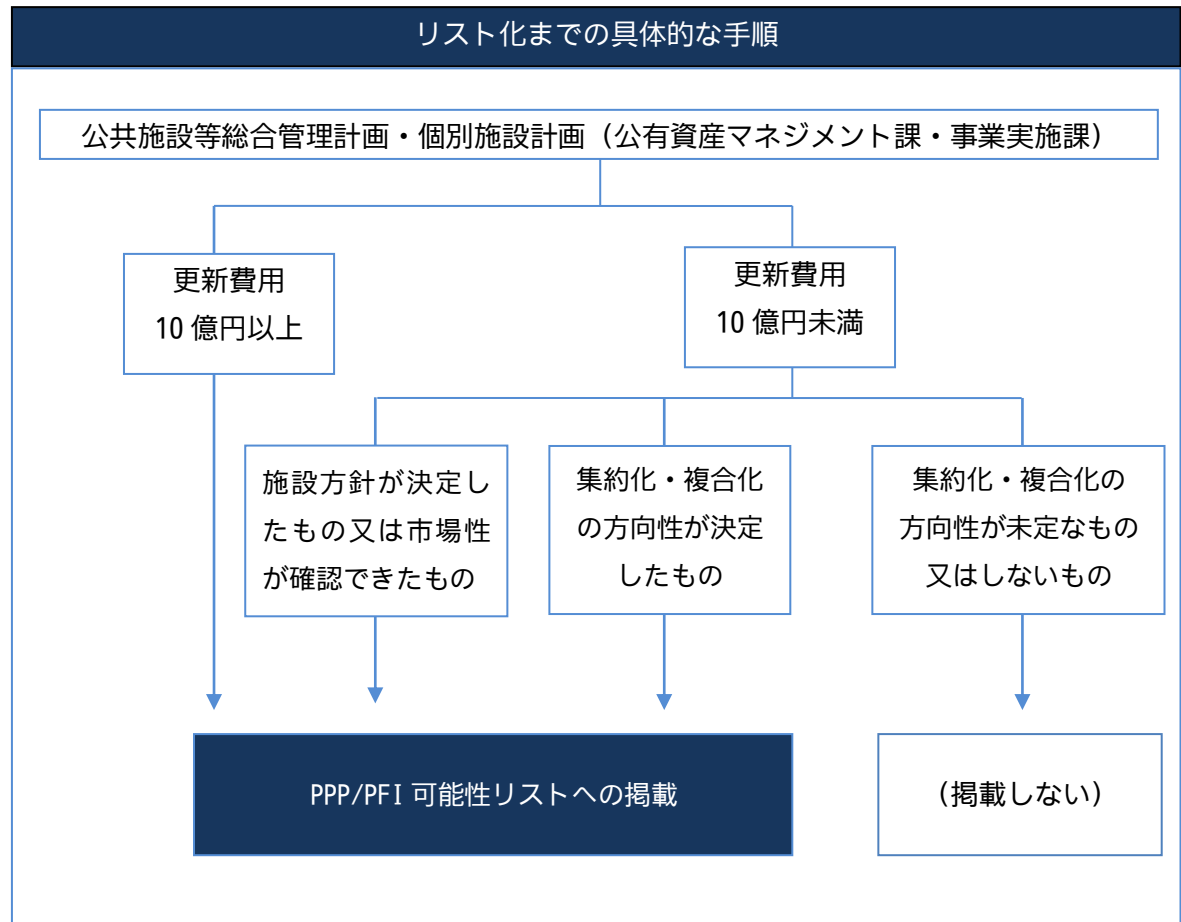 リスト化までの具体的な手順
公共施設等総合管理計画・個別施設計画（公有資産マネジメント課・事業実施課）
更新費用
10億円以上
更新費用
10億円未満
施設方針が決定し
たもの又は市場性
が確認できたもの
集約化・複合化
の方向性が決定
したもの
集約化・複合化の
方向性が未定なもの
又はしないもの
PPP/PFI可能性リストへの掲載
（掲載しない）